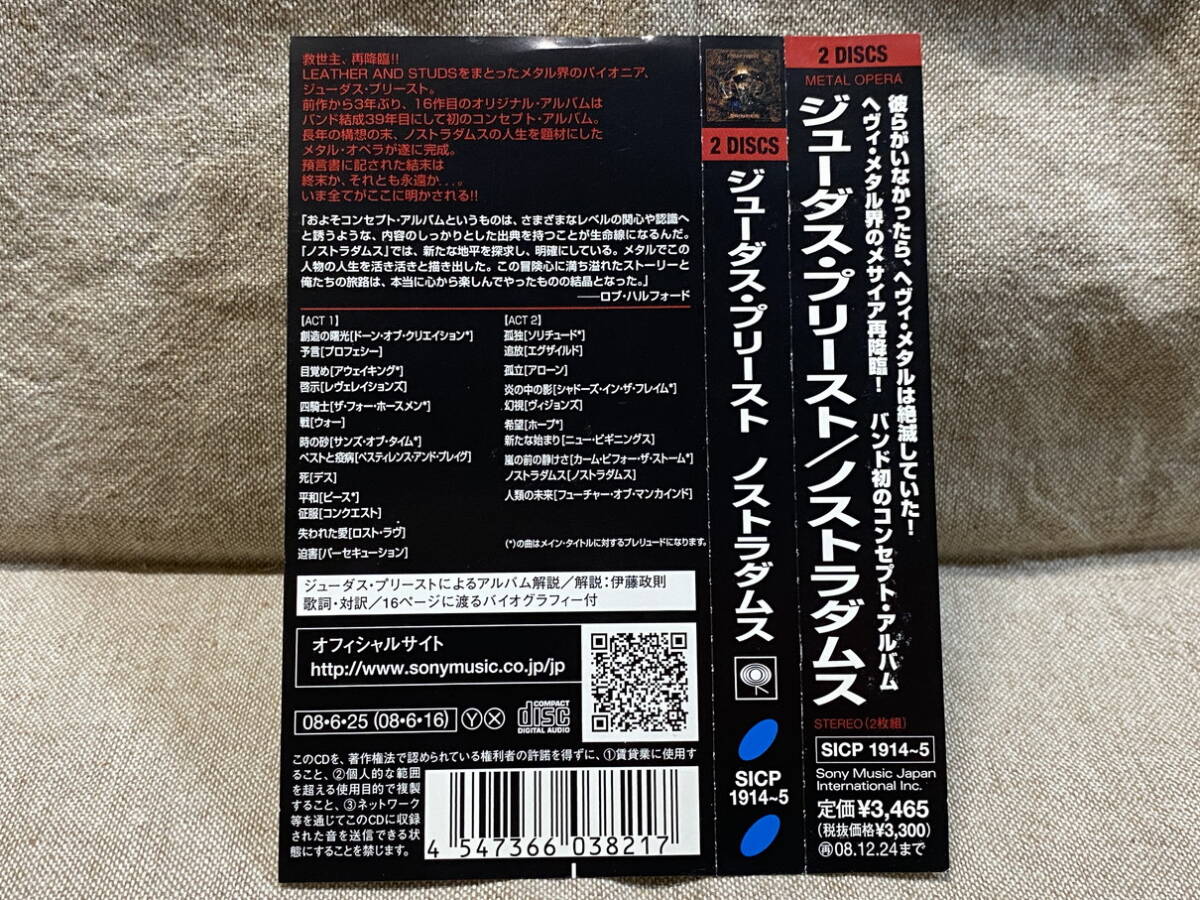 救世主、再降臨!!
LEATHER AND STUDSをまとったメタル界のパイオニア、
ジューダス・プリースト。
前作から3年ぶり、16作目のオリジナル・アルバムは
バンド結成39年目にして初のコンセプト・アルバム。
長年の構想の末、ノストラダムスの人生を題材にした
メタル・オペラが遂に完成。
預言書に記された結末は
終末か、それとも永遠か...。
いま全てがここに明かされる!!
「およそコンセプト・アルバムというものは、さまざまなレベルの関心や認識へ
と誘うような、内容のしっかりとした出典を持つことが生命線になるんだ。
『ノストラダムス』では、新たな地平を探求し、明確にしている。メタルでこの
人物の人生を活き活きと描き出した。この冒険心に満ち溢れたストーリーと
俺たちの旅路は、本当に心から楽しんでやったものの結晶となった。」
――ロブ・ハルフォード
【ACT 1】
創造の曙光[ドーン・オブ・クリエイション*]
予言[プロフェシー]
目覚め[アウェイキング*]
啓示[レヴェレイションズ]
四騎士[ザ・フォー・ホースメン*]
戦[ウォー]
時の砂[サンズ・オブ・タイム*]
ペストと疫病[ペスティレンス・アンド・プレイグ]
死[デス]
平和[ピース*]
征服[コンクエスト]
失われた愛[ロスト・ラヴ]
迫害[パーセキューション]
【ACT 2】
孤独[ソリチュード*]
追放[エグザイルド]
孤立[アローン]
炎の中の影[シャドーズ・イン・ザ・フレイム*]
幻視[ヴィジョンズ]
希望[ホープ*]
新たな始まり[ニュー・ビギニングス]
嵐の前の静けさ[カーム・ビフォー・ザ・ストーム*]
ノストラダムス[ノストラダムス]
人類の未来[フューチャー・オブ・マンカインド]
(*)の曲はメイン・タイトルに対するプレリュードになります。
ジューダス・プリーストによるアルバム解説/解説:伊藤政則
歌詞・対訳/16ページに渡るバイオグラフィー付
オフィシャルサイト
http://www.sonymusic.co.jp/jp
08・6・25 (08・6・16)
Y X
COMPACT
disc
DIGITAL AUDIO
このCDを、著作権法で認められている権利者の許諾を得ずに、①賃貸業に使用す
ること、②個人的な範囲
を超える使用目的で複製
すること、③ネットワーク
等を通じてこのCDに収録
された音を送信できる状
態にすることを禁じます。
4 547366 038217
2 DISCS
ジューダス・プリースト ノストラダムス
SICP
1914~5
2 DISCS
METAL OPERA
彼らがいなかったら、ヘヴィ・メタルは絶滅していた!
ヘヴィ・メタル界のメサイア再降臨! バンド初のコンセプト・アルバム
ジューダス・プリースト/ノストラダムス
STEREO(2枚組)
SICP 1914~5
Sony Music Japan
International Inc.
定価¥3,465
(税抜価格¥3,300)
再08.12.24まで